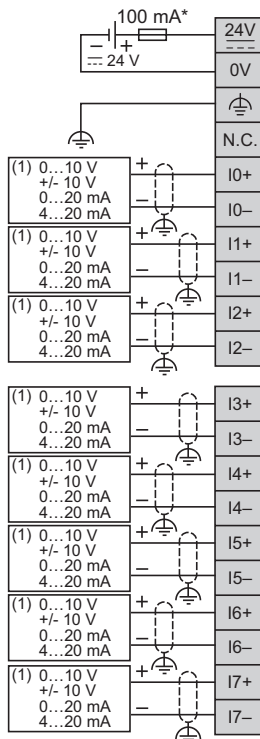 100 mA*
24V
− +
24 V
0V
N.C.
(1) 0...10 V
+/- 10 V
0...20 mA
4...20 mA
+
−
I0+
I0–
(1) 0...10 V
+/- 10 V
0...20 mA
4...20 mA
+
−
I1+
I1–
(1) 0...10 V
+/- 10 V
0...20 mA
4...20 mA
+
−
I2+
I2–
(1) 0...10 V
+/- 10 V
0...20 mA
4...20 mA
+
−
I3+
I3–
(1) 0...10 V
+/- 10 V
0...20 mA
4...20 mA
+
−
I4+
I4–
(1) 0...10 V
+/- 10 V
0...20 mA
4...20 mA
+
−
I5+
I5–
(1) 0...10 V
+/- 10 V
0...20 mA
4...20 mA
+
−
I6+
I6–
(1) 0...10 V
+/- 10 V
0...20 mA
4...20 mA
+
−
I7+
I7–